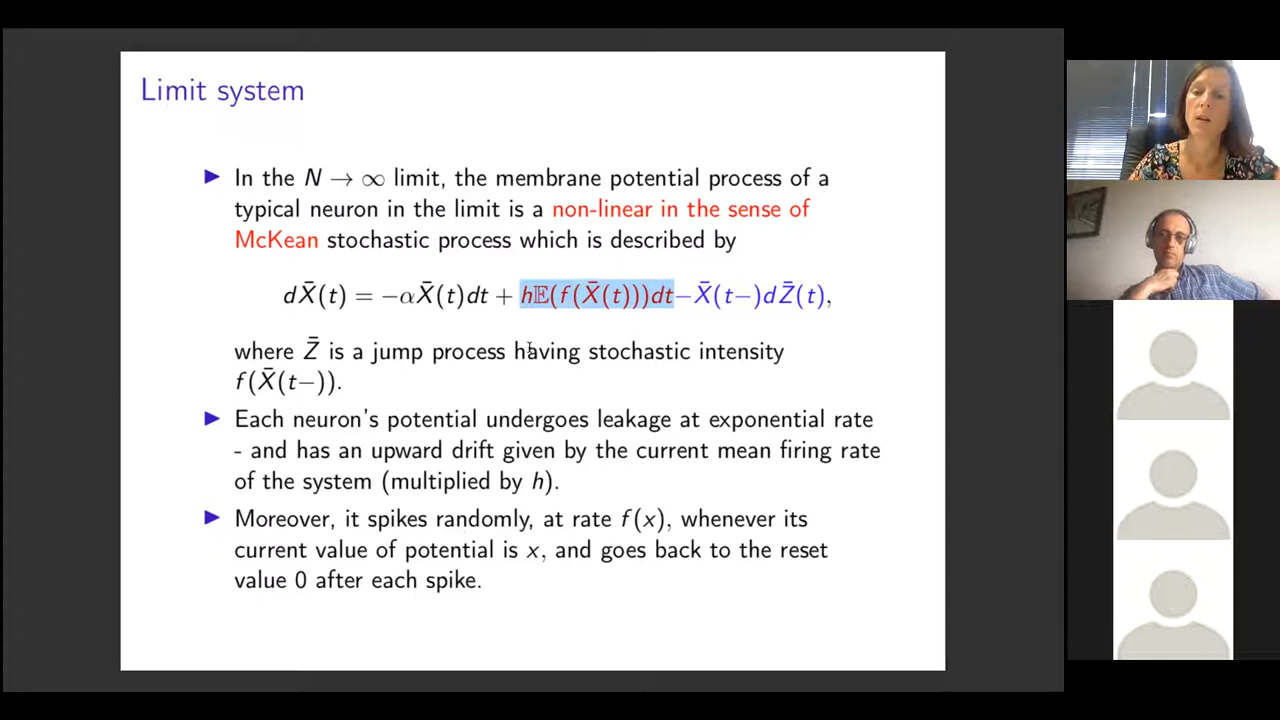 Limit system
▶ In the N → ∞ limit, the membrane potential process of a
typical neuron in the limit is a non-linear in the sense of
McKean stochastic process which is described by
dX̄(t) = −αX̄(t)dt + h𝔼(f(X̄(t)))dt−X̄(t−)dZ̄(t),
where Z̄ is a jump process having stochastic intensity
f(X̄(t−)).
▶ Each neuron's potential undergoes leakage at exponential rate
- and has an upward drift given by the current mean firing rate
of the system (multiplied by h).
▶ Moreover, it spikes randomly, at rate f(x), whenever its
current value of potential is x, and goes back to the reset
value 0 after each spike.